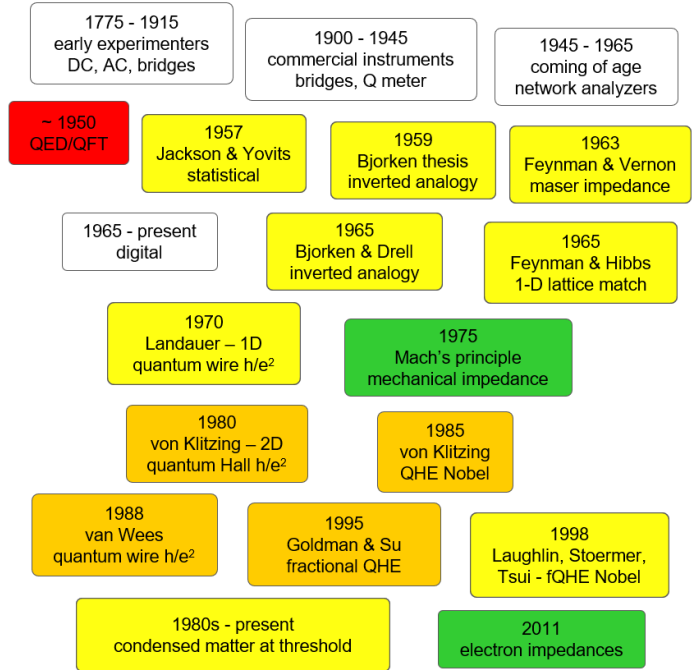 1775 - 1915
early experimenters
DC, AC, bridges
1900 - 1945
commercial instruments
bridges, Q meter
1945 - 1965
coming of age
network analyzers
~ 1950
QED/QFT
1957
Jackson & Yovits
statistical
1959
Bjorken thesis
inverted analogy
1963
Feynman & Vernon
maser impedance
1965 - present
digital
1965
Bjorken & Drell
inverted analogy
1965
Feynman & Hibbs
1-D lattice match
1970
Landauer – 1D
quantum wire h/e²
1975
Mach's principle
mechanical impedance
1980
von Klitzing – 2D
quantum Hall h/e²
1985
von Klitzing
QHE Nobel
1988
van Wees
quantum wire h/e²
1995
Goldman & Su
fractional QHE
1998
Laughlin, Stoermer,
Tsui - fQHE Nobel
1980s - present
condensed matter at threshold
2011
electron impedances